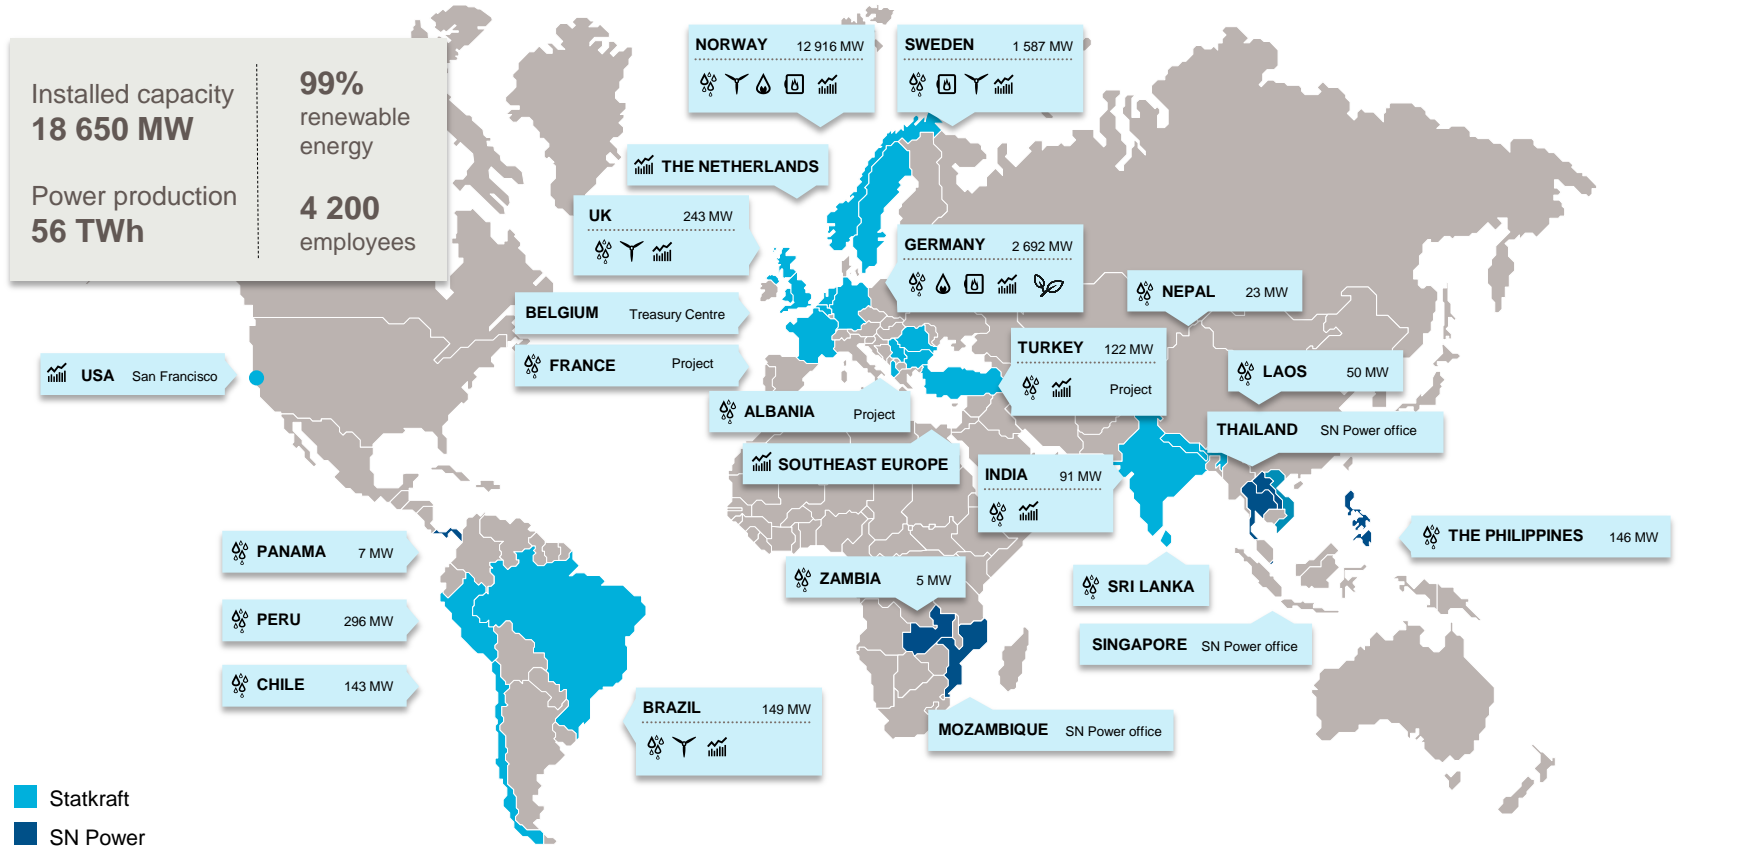 Installed capacity
18 650 MW
Power production
56 TWh
99%
renewable
energy
4 200
employees
NORWAY 12 916 MW
SWEDEN 1 587 MW
THE NETHERLANDS
UK 243 MW
GERMANY 2 692 MW
BELGIUM Treasury Centre
NEPAL 23 MW
FRANCE Project
TURKEY 122 MW
Project
USA San Francisco
LAOS 50 MW
ALBANIA Project
THAILAND SN Power office
SOUTHEAST EUROPE
INDIA 91 MW
PANAMA 7 MW
THE PHILIPPINES 146 MW
ZAMBIA 5 MW
SRI LANKA
PERU 296 MW
SINGAPORE SN Power office
CHILE 143 MW
BRAZIL 149 MW
MOZAMBIQUE SN Power office
Statkraft
SN Power